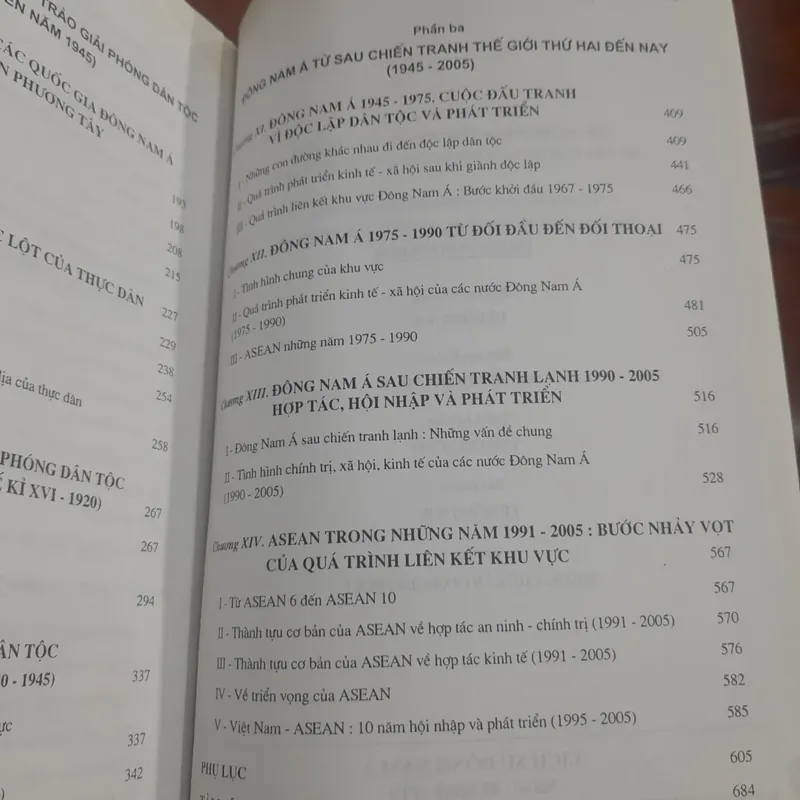 TRÀO GIẢI PHÓNG DÂN TỘC
NĂM 1945)
CÁC QUỐC GIA ĐÔNG NAM Á
PHƯƠNG TÂY
193
198
208
215
LỘT CỦA THỰC DÂN
227
229
238
địa của thực dân
254
258
PHÓNG DÂN TỘC
KỈ XVI - 1920)
267
267
294
DÂN TỘC
- 1945)
337
337
342
Phần ba
ĐÔNG NAM Á TỪ SAU CHIẾN TRANH THẾ GIỚI THỨ HAI ĐẾN NAY
(1945 - 2005)
Chương XI. ĐÔNG NAM Á 1945 - 1975, CUỘC ĐẤU TRANH
VÌ ĐỘC LẬP DÂN TỘC VÀ PHÁT TRIỂN 409
I - Những con đường khác nhau đi đến độc lập dân tộc 409
II - Quá trình phát triển kinh tế - xã hội sau khi giành độc lập 441
III - Quá trình liên kết khu vực Đông Nam Á : Bước khởi đầu 1967 - 1975 466
Chương XII. ĐÔNG NAM Á 1975 - 1990 TỪ ĐỐI ĐẦU ĐẾN ĐỐI THOẠI 475
I - Tình hình chung của khu vực 475
II - Quá trình phát triển kinh tế - xã hội của các nước Đông Nam Á
(1975 - 1990) 481
III - ASEAN những năm 1975 - 1990 505
Chương XIII. ĐÔNG NAM Á SAU CHIẾN TRANH LẠNH 1990 - 2005
HỢP TÁC, HỘI NHẬP VÀ PHÁT TRIỂN 516
I - Đông Nam Á sau chiến tranh lạnh : Những vấn đề chung 516
II - Tình hình chính trị, xã hội, kinh tế của các nước Đông Nam Á
(1990 - 2005) 528
Chương XIV. ASEAN TRONG NHỮNG NĂM 1991 - 2005 : BƯỚC NHẢY VỌT
CỦA QUÁ TRÌNH LIÊN KẾT KHU VỰC 567
I - Từ ASEAN 6 đến ASEAN 10 567
II - Thành tựu cơ bản của ASEAN về hợp tác an ninh - chính trị (1991 - 2005) 570
III - Thành tựu cơ bản của ASEAN về hợp tác kinh tế (1991 - 2005) 576
IV - Về triển vọng của ASEAN 582
V - Việt Nam - ASEAN : 10 năm hội nhập và phát triển (1995 - 2005) 585
PHỤ LỤC 605
684